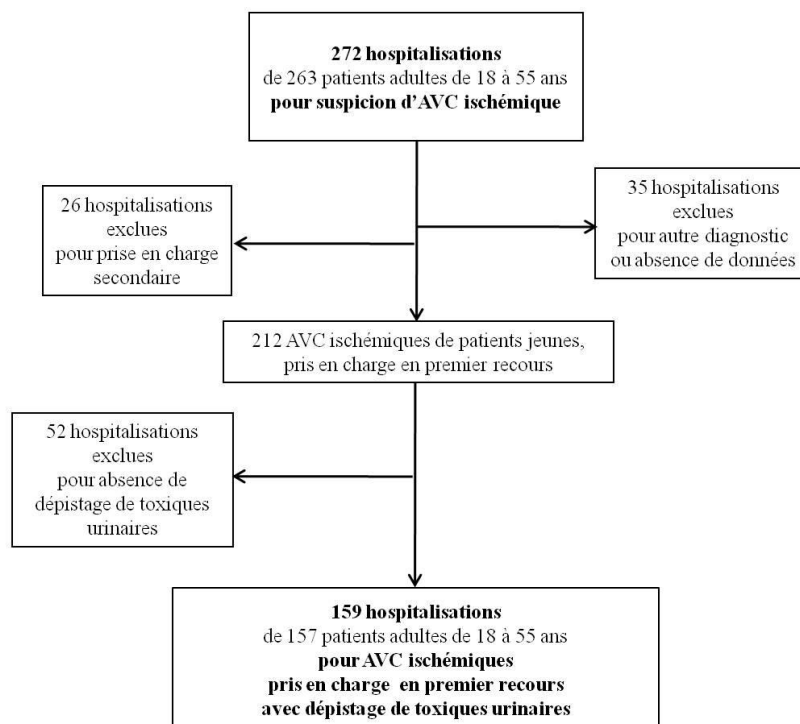 272 hospitalisations
de 263 patients adultes de 18 à 55 ans
pour suspicion d'AVC ischémique
26 hospitalisations
exclues
pour prise en charge
secondaire
35 hospitalisations
exclues
pour autre diagnostic
ou absence de données
212 AVC ischémiques de patients jeunes,
pris en charge en premier recours
52 hospitalisations
exclues
pour absence de
dépistage de toxiques
urinaires
159 hospitalisations
de 157 patients adultes de 18 à 55 ans
pour AVC ischémiques
pris en charge en premier recours
avec dépistage de toxiques urinaires